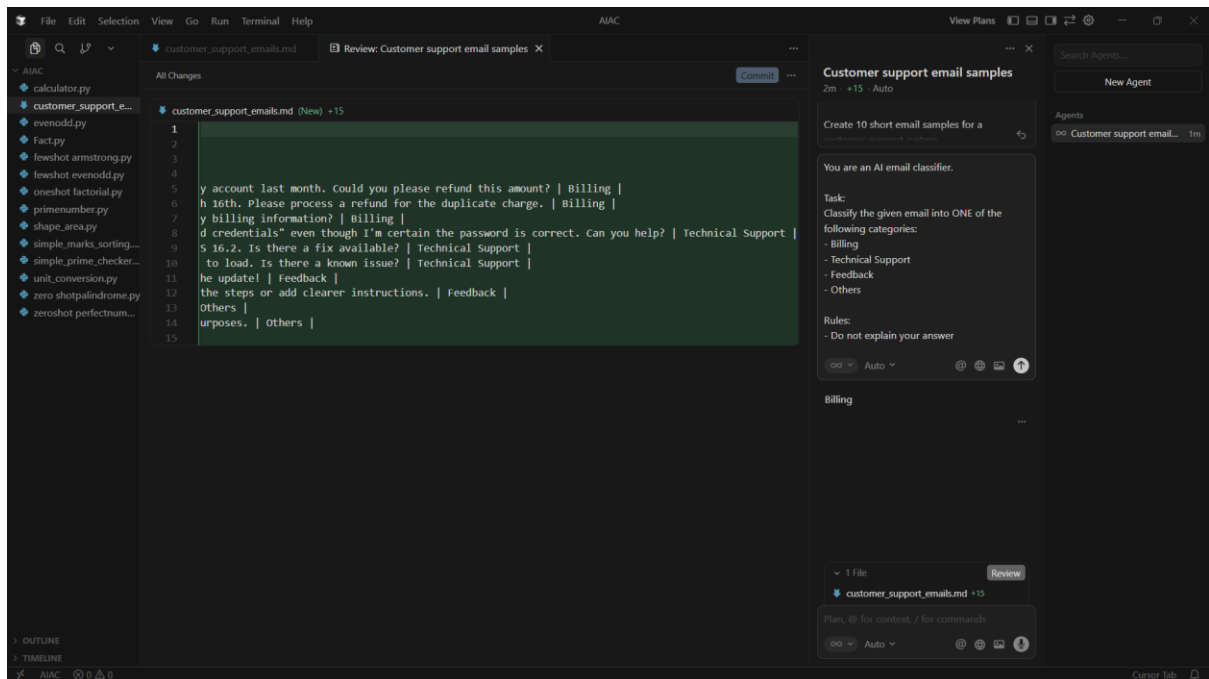 File Edit Selection View Go Run Terminal Help
AIAC
View Plans
AIAC
calculator.py
customer_support_e...
evenodd.py
Fact.py
fewshot armstrong.py
fewshot evenodd.py
oneshot factorial.py
primenumber.py
shape_area.py
simple_marks_sorting....
simple_prime_checker...
unit_conversion.py
zero shotpalindrome.py
zeroshot perfectnum...
OUTLINE
TIMELINE
customer_support_emails.md
Review: Customer support email samples
All Changes
Commit
customer_support_emails.md (New) +15
1
2
3
4
5 y account last month. Could you please refund this amount? | Billing |
6 h 16th. Please process a refund for the duplicate charge. | Billing |
7 y billing information? | Billing |
8 d credentials" even though I'm certain the password is correct. Can you help? | Technical Support |
9 S 16.2. Is there a fix available? | Technical Support |
10 to load. Is there a known issue? | Technical Support |
11 he update! | Feedback |
12 the steps or add clearer instructions. | Feedback |
13 Others |
14 urposes. | Others |
15
Customer support email samples
2m · +15 · Auto
Create 10 short email samples for a
customer support system
You are an AI email classifier.
Task:
Classify the given email into ONE of the
following categories:
- Billing
- Technical Support
- Feedback
- Others
Rules:
- Do not explain your answer
Auto
Billing
1 File
Review
customer_support_emails.md +15
Plan, @ for context, / for commands
Auto
Search Agents...
New Agent
Agents
Customer support email... 1m
AIAC 0 0
Cursor Tab